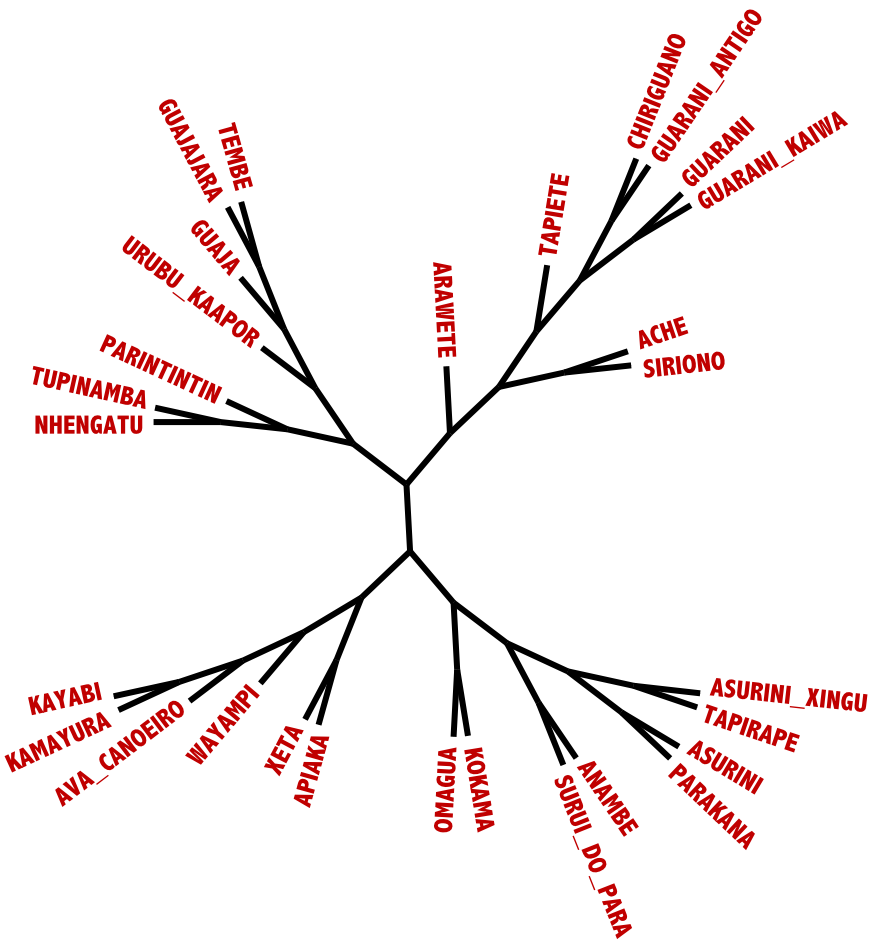 GUARANI_ANTIGO
CHIRIGUANO
GUARANI
GUARANI_KAIWA
TAPIETE
ACHE
SIRIONO
ARAWETE
TEMBE
GUAJAJARA
GUAJA
URUBU_KAAPOR
PARINTINTIN
TUPINAMBA
NHENGATU
KAYABI
KAMAYURA
AVA_CANOEIRO
WAYAMPI
XETA
APIAKA
OMAGUA
KOKAMA
SURUI_DO_PARA
ANAMBE
PARAKANA
ASURINI
TAPIRAPE
ASURINI_XINGU